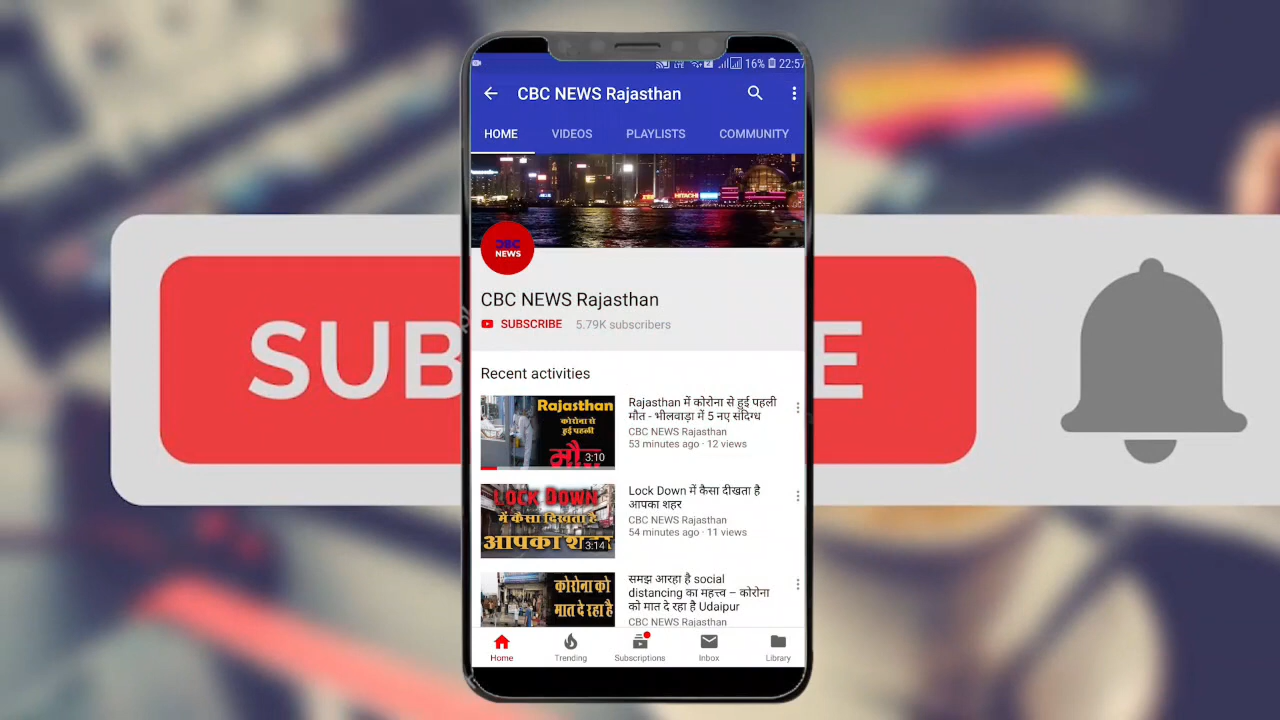 16% 22:57
CBC NEWS Rajasthan
HOME VIDEOS PLAYLISTS COMMUNITY
HITACHI
CBC
NEWS
SUB E
CBC NEWS Rajasthan
SUBSCRIBE 5.79K subscribers
Recent activities
Rajasthan
कोरोना से
हुई पहली
मौत
3:10
Rajasthan में कोरोना से हुई पहली
मौत - भीलवाड़ा में 5 नए संदिग्ध
CBC NEWS Rajasthan
53 minutes ago · 12 views
LOCK DOWN
में कैसा दिखता है
आपका शहर
3:14
Lock Down में कैसा दीखता है
आपका शहर
CBC NEWS Rajasthan
54 minutes ago · 11 views
कोरोना को
मात दे रहा है
समझ आरहा है social
distancing का महत्त्व – कोरोना
को मात दे रहा है Udaipur
CBC NEWS Rajasthan
Home Trending Subscriptions Inbox Library